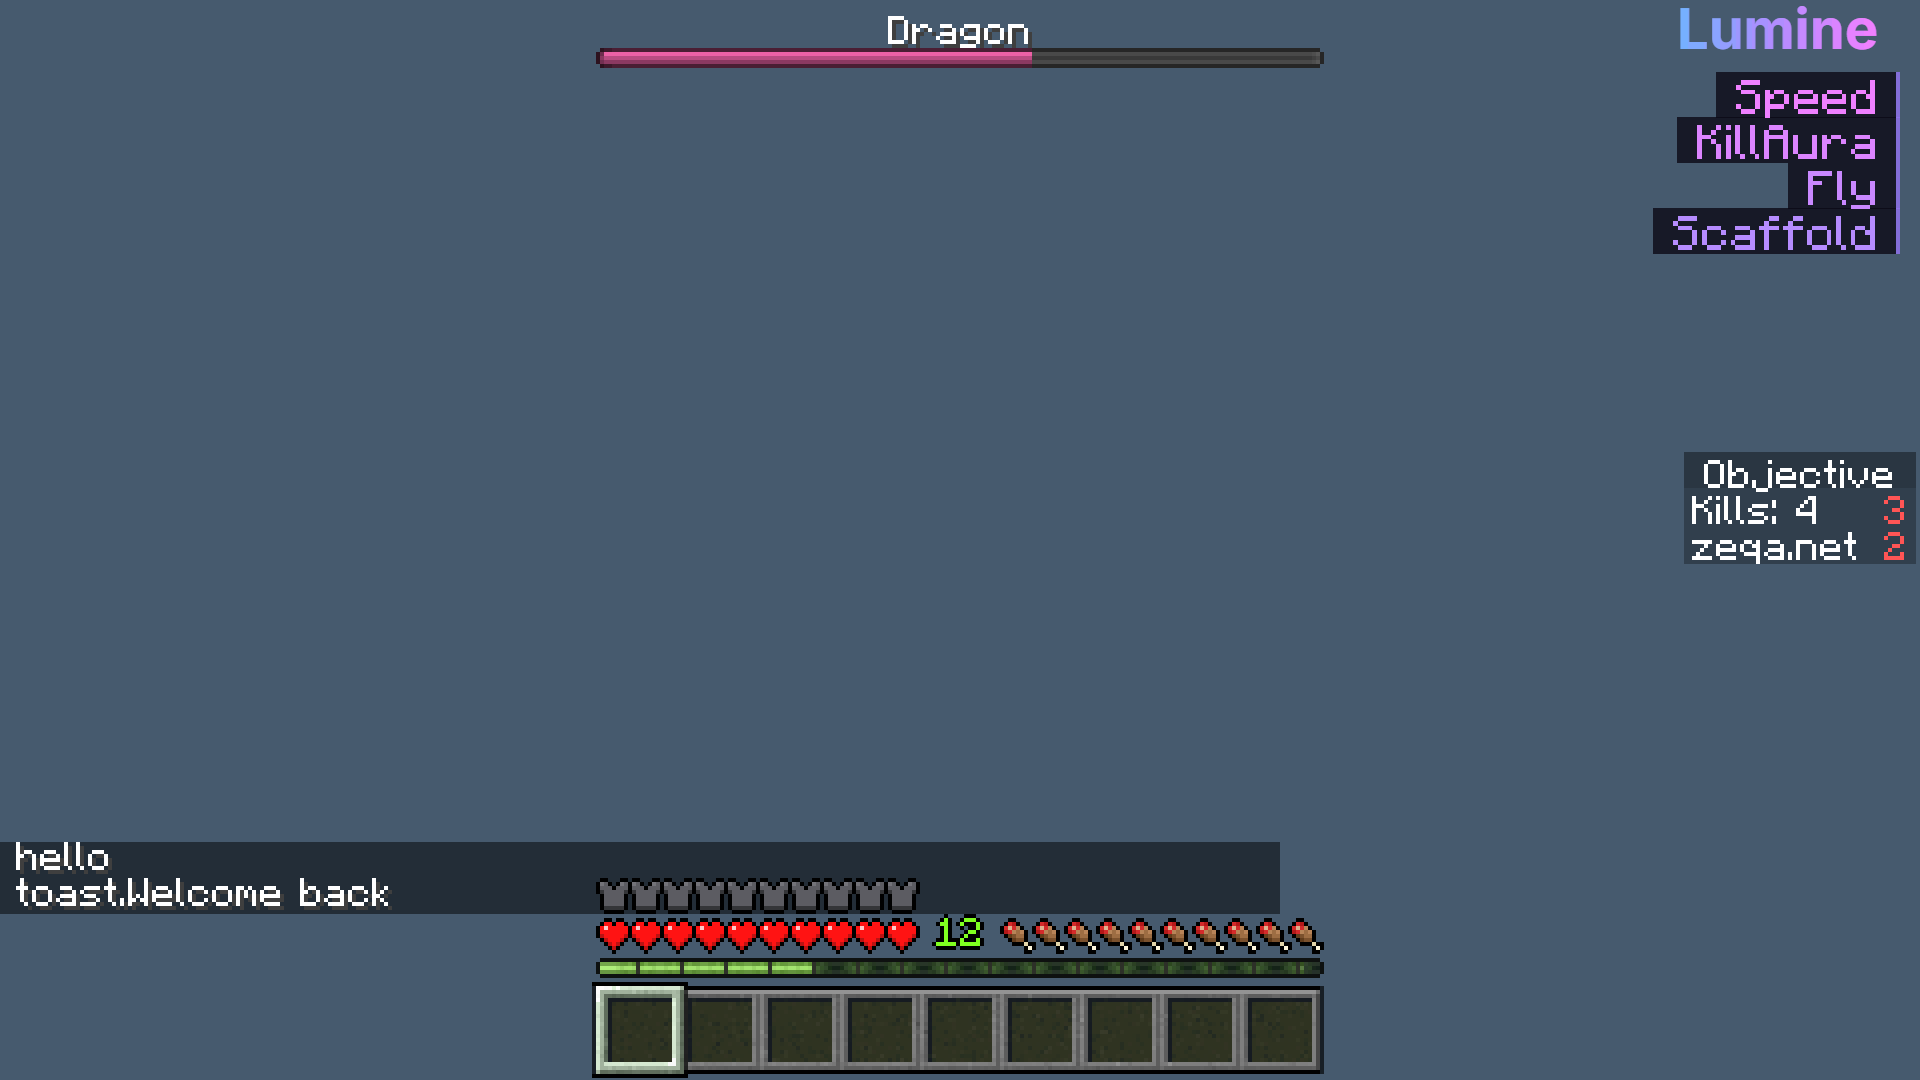 Dragon
Lumine
Speed
KillAura
Fly
Scaffold
Objective
Kills: 4 3
zeqa.net 2
hello
toast.Welcome back
12